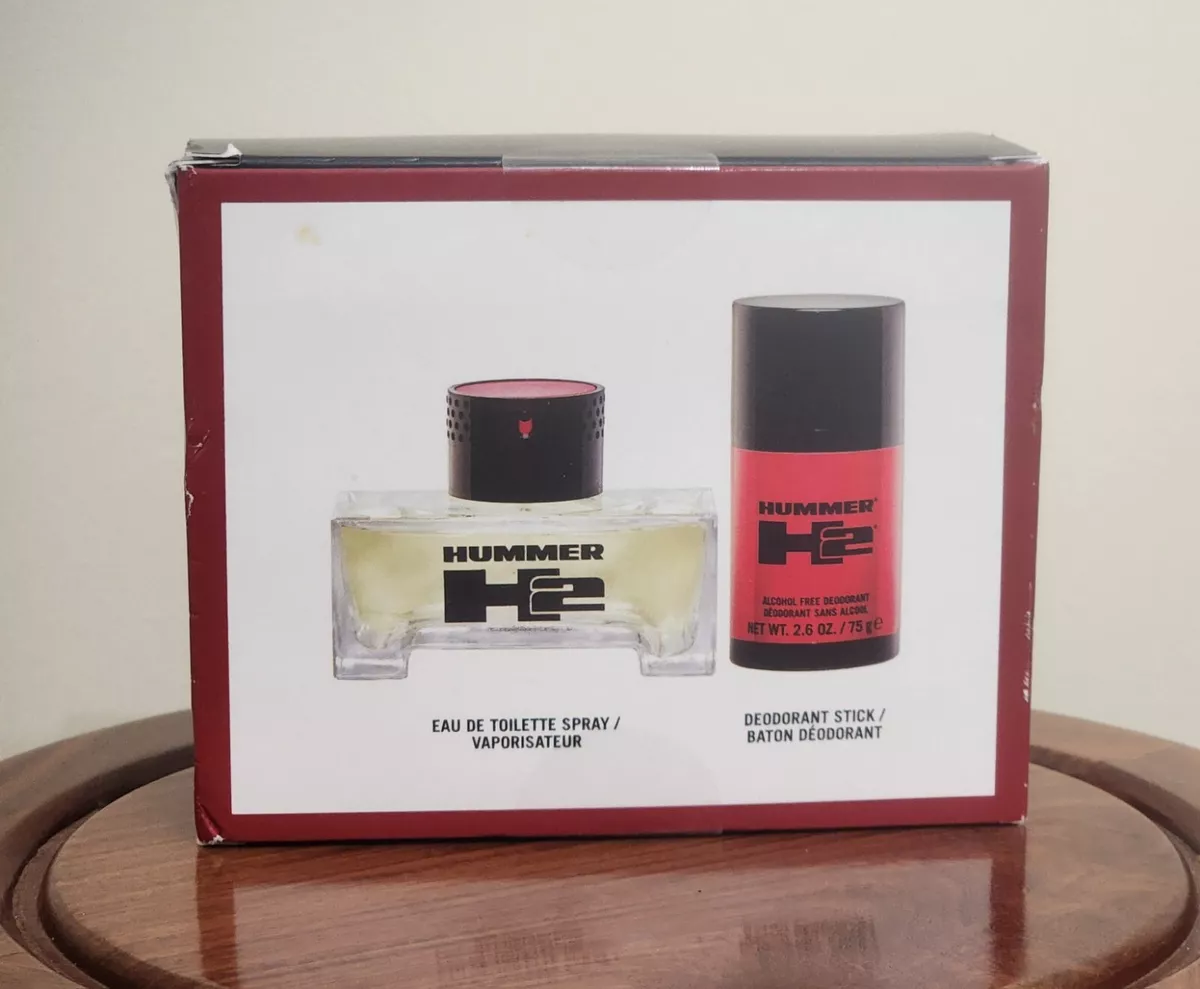 HUMMER
H2
EAU DE TOILETTE SPRAY /
VAPORISATEUR
HUMMER®
H2®
ALCOHOL FREE DEODORANT
DÉODORANT SANS ALCOOL
NET WT. 2.6 OZ. / 75 g e
DEODORANT STICK /
BATON DÉODORANT